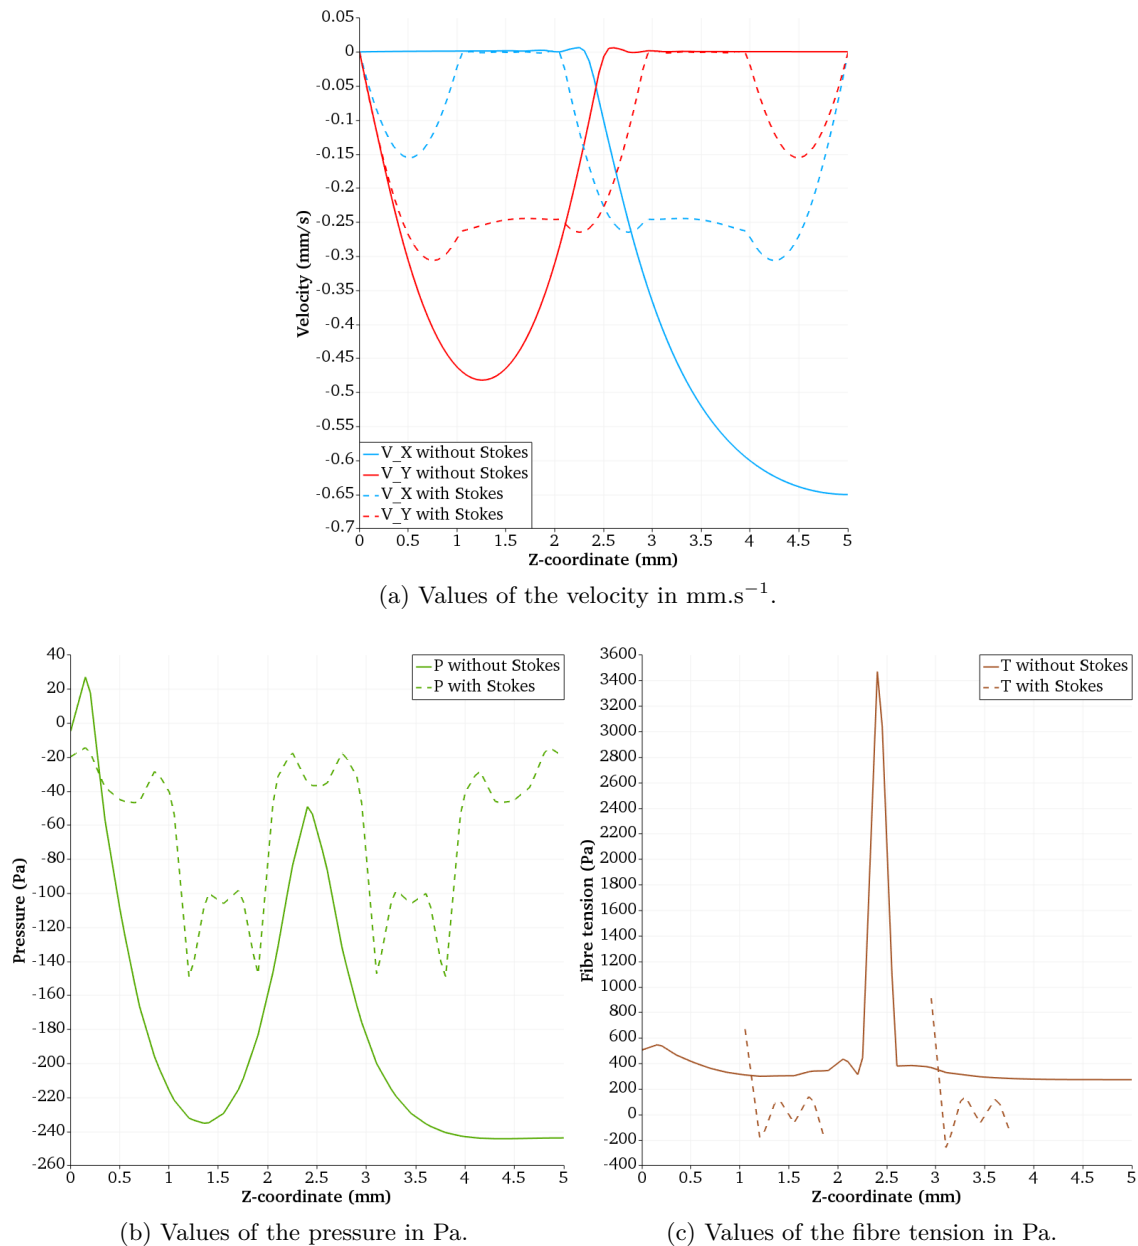 0.05
0
-0.05
-0.1
-0.15
-0.2
-0.25
-0.3
-0.35
-0.4
-0.45
-0.5
-0.55
-0.6
-0.65
-0.7
Velocity (mm/s)
V_X without Stokes
V_Y without Stokes
V_X with Stokes
V_Y with Stokes
0 0.5 1 1.5 2 2.5 3 3.5 4 4.5 5
Z-coordinate (mm)
(a) Values of the velocity in mm.s⁻¹.
40
20
0
-20
-40
-60
-80
-100
-120
-140
-160
-180
-200
-220
-240
-260
Pressure (Pa)
P without Stokes
P with Stokes
0 0.5 1 1.5 2 2.5 3 3.5 4 4.5 5
Z-coordinate (mm)
(b) Values of the pressure in Pa.
3600
3400
3200
3000
2800
2600
2400
2200
2000
1800
1600
1400
1200
1000
800
600
400
200
0
-200
-400
Fibre tension (Pa)
T without Stokes
T with Stokes
0 0.5 1 1.5 2 2.5 3 3.5 4 4.5 5
Z-coordinate (mm)
(c) Values of the fibre tension in Pa.